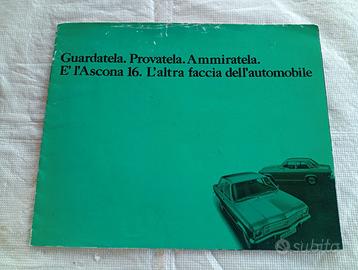 Guardatela. Provatela. Ammiratela.
E' l'Ascona 16. L'altra faccia dell'automobile
subito